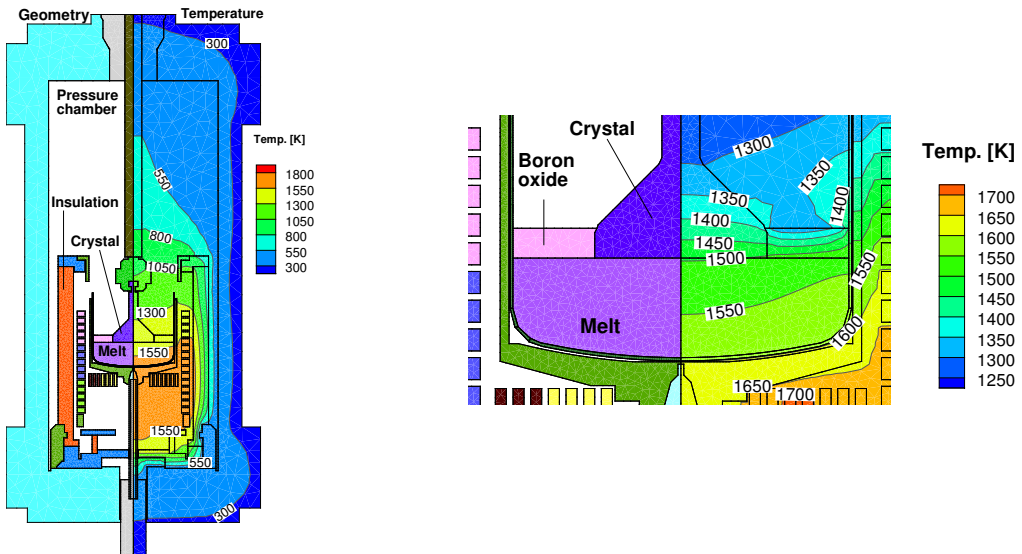 Geometry
Temperature
300
Pressure
chamber
Temp. [K]
1800
1550
1300
1050
800
550
300
550
Insulation
Crystal
800
1050
1300
Melt
1550
1550
550
300
Crystal
Boron
oxide
Melt
1300
1350
1350
1400
1400
1450
1500
1550
1550
1600
1650
1700
Temp. [K]
1700
1650
1600
1550
1500
1450
1400
1350
1300
1250